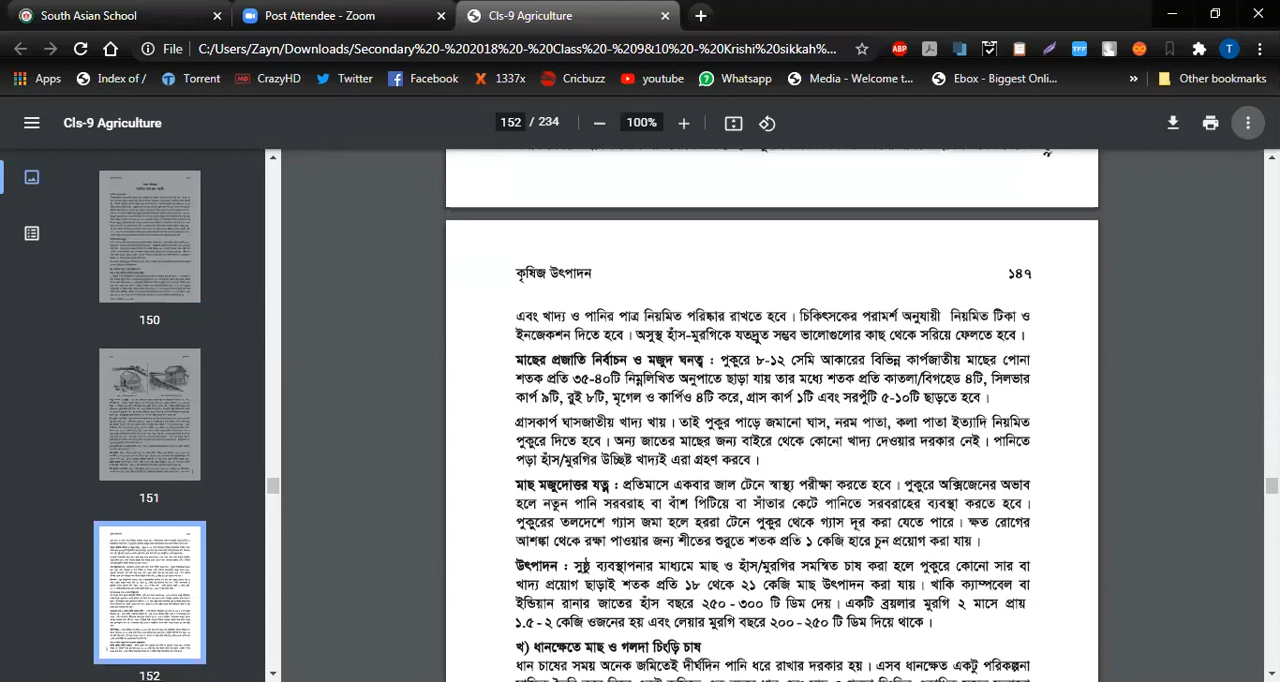 South Asian School
Post Attendee - Zoom
Cls-9 Agriculture
File
C:/Users/Zayn/Downloads/Secondary%20-%202018%20-%20Class%20-%209&10%20-%20Krishi%20sikkah%...
ABP
TFF
T
Apps
Index of /
Torrent
HD CrazyHD
Twitter
Facebook
X 1337x
Cricbuzz
youtube
Whatsapp
Media - Welcome t...
Ebox - Biggest Onli...
»
Other bookmarks
Cls-9 Agriculture
152 / 234
100%
150
151
152
কৃষিজ উৎপাদন ১৪৭
এবং খাদ্য ও পানির পাত্র নিয়মিত পরিষ্কার রাখতে হবে। চিকিৎসকের পরামর্শ অনুযায়ী নিয়মিত টিকা ও
ইনজেকশন দিতে হবে। অসুস্থ হাঁস-মুরগিকে যতদ্রুত সম্ভব ভালোগুলোর কাছ থেকে সরিয়ে ফেলতে হবে।
মাছের প্রজাতি নির্বাচন ও মজুদ ঘনত্ব : পুকুরে ৮-১২ সেমি আকারের বিভিন্ন কার্পজাতীয় মাছের পোনা
শতক প্রতি ৩৫-৪০টি নিম্নলিখিত অনুপাতে ছাড়া যায় তার মধ্যে শতক প্রতি কাতলা/বিগহেড ৪টি, সিলভার
কার্প ৯টি, রুই ৮টি, মৃগেল ও কার্পিও ৪টি করে, গ্রাস কার্প ১টি এবং সরপুঁটি ৫-১০টি ছাড়তে হবে।
গ্রাসকার্প ঘাসজাতীয় খাদ্য খায়। তাই পুকুর পাড়ে জমানো ঘাস, নরম পাতা, কলা পাতা ইত্যাদি নিয়মিত
পুকুরে দিতে হবে। অন্য জাতের মাছের জন্য বাইরে থেকে কোনো খাদ্য দেওয়ার দরকার নেই। পানিতে
পড়া হাঁস/মুরগির উচ্ছিষ্ট খাদ্যই এরা গ্রহণ করবে।
মাছ মজুদোত্তর যত্ন : প্রতিমাসে একবার জাল টেনে স্বাস্থ্য পরীক্ষা করতে হবে। পুকুরে অক্সিজেনের অভাব
হলে নতুন পানি সরবরাহ বা বাঁশ পিটিয়ে বা সাঁতার কেটে পানিতে সরবরাহের ব্যবস্থা করতে হবে।
পুকুরের তলদেশে গ্যাস জমা হলে হররা টেনে পুকুর থেকে গ্যাস দূর করা যেতে পারে। ক্ষত রোগের
আশঙ্কা থেকে রক্ষা পাওয়ার জন্য শীতের শুরুতে শতক প্রতি ১ কেজি হারে চুন প্রয়োগ করা যায়।
উৎপাদন : সুষ্ঠু ব্যবস্থাপনার মাধ্যমে মাছ ও হাঁস/মুরগির সমন্বিত চাষ করা হলে পুকুরে কোনো সার বা
খাদ্য প্রয়োগ ছাড়াই শতক প্রতি ১৮ থেকে ২১ কেজি মাছ উৎপাদন করা যায়। খাকি ক্যাম্পবেল বা
ইন্ডিয়ান রানার জাতের হাঁস বছরে ২৫০-৩০০ টি ডিম দেয়। একটি ব্রয়লার মুরগি ২ মাসে প্রায়
১.৫-২ কেজি ওজনের হয় এবং লেয়ার মুরগি বছরে ২০০-২৫০ টি ডিম দিয়ে থাকে।
খ) ধানক্ষেতে মাছ ও গলদা চিংড়ি চাষ
ধান চাষের সময় অনেক জমিতেই দীর্ঘদিন পানি ধরে রাখার দরকার হয়। এসব ধানক্ষেত একটু পরিকল্পনা